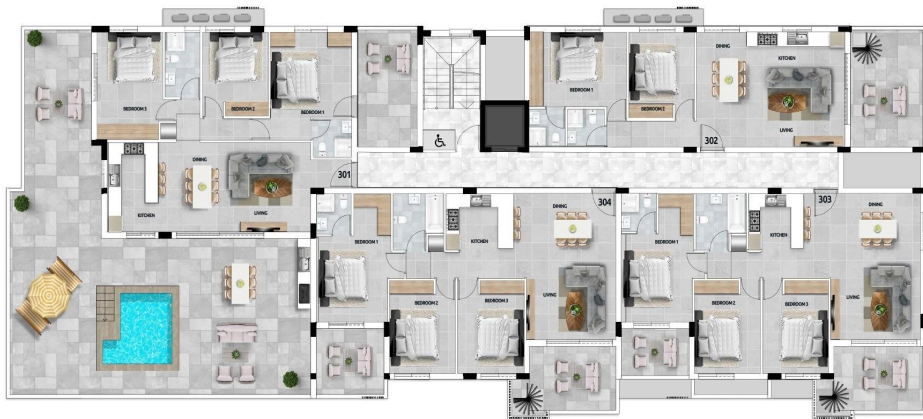 BEDROOM 3
BEDROOM 2
BEDROOM 1
DINING
KITCHEN
LIVING
301
BEDROOM 1
BEDROOM 2
DINING
KITCHEN
LIVING
302
BEDROOM 1
KITCHEN
DINING
304
BEDROOM 2
BEDROOM 3
LIVING
BEDROOM 1
KITCHEN
DINING
303
BEDROOM 2
BEDROOM 3
LIVING